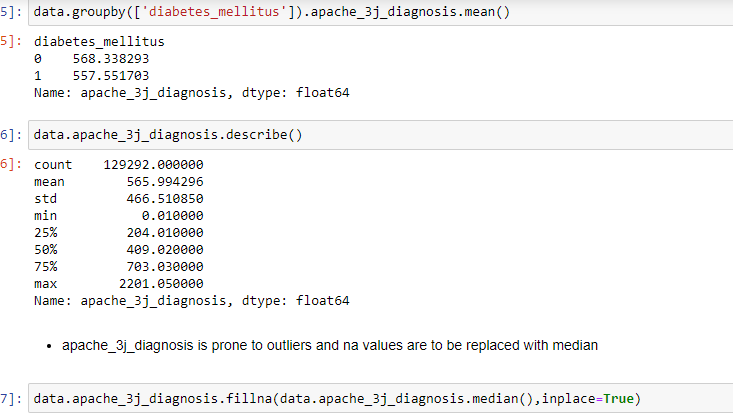 5]: data.groupby(['diabetes_mellitus']).apache_3j_diagnosis.mean()
5]: diabetes_mellitus
0    568.338293
1    557.551703
Name: apache_3j_diagnosis, dtype: float64
6]: data.apache_3j_diagnosis.describe()
6]: count    129292.000000
mean        565.994296
std         466.510850
min           0.010000
25%         204.010000
50%         409.020000
75%         703.030000
max        2201.050000
Name: apache_3j_diagnosis, dtype: float64
• apache_3j_diagnosis is prone to outliers and na values are to be replaced with median
7]: data.apache_3j_diagnosis.fillna(data.apache_3j_diagnosis.median(),inplace=True)